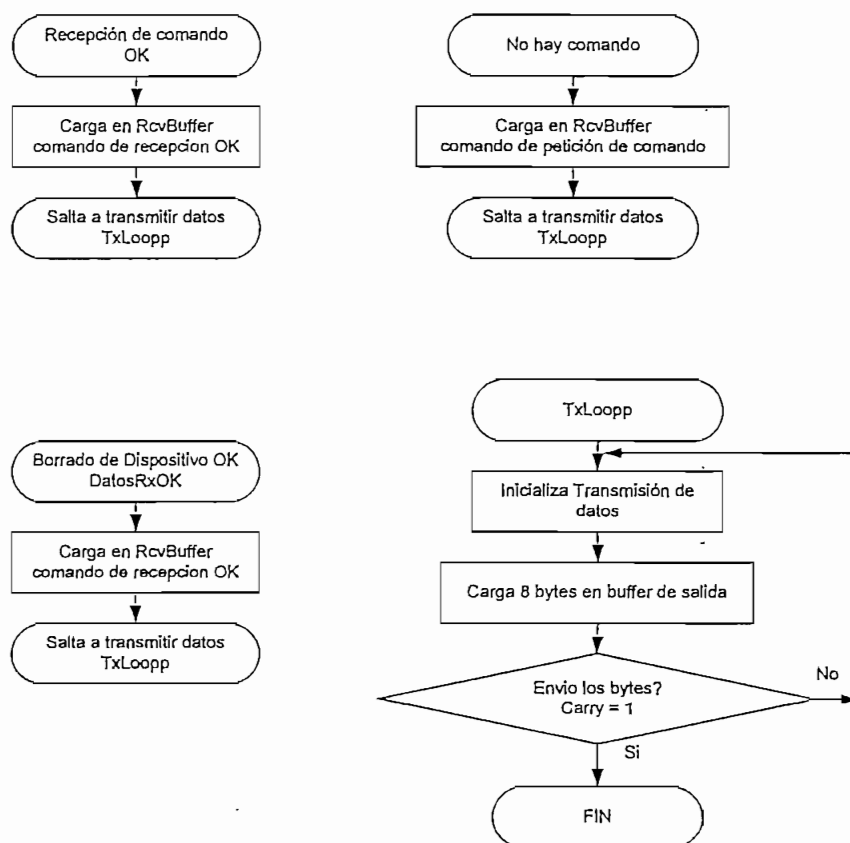 Recepción de comando
OK
Carga en RcvBuffer
comando de recepcion OK
Salta a transmitir datos
TxLoopp
No hay comando
Carga en RcvBuffer
comando de petición de comando
Salta a transmitir datos
TxLoopp
Borrado de Dispositivo OK
DatosRxOK
Carga en RcvBuffer
comando de recepcion OK
Salta a transmitir datos
TxLoopp
TxLoopp
Inicializa Transmisión de
datos
Carga 8 bytes en buffer de salida
Envio los bytes?
Carry = 1
No
Si
FIN